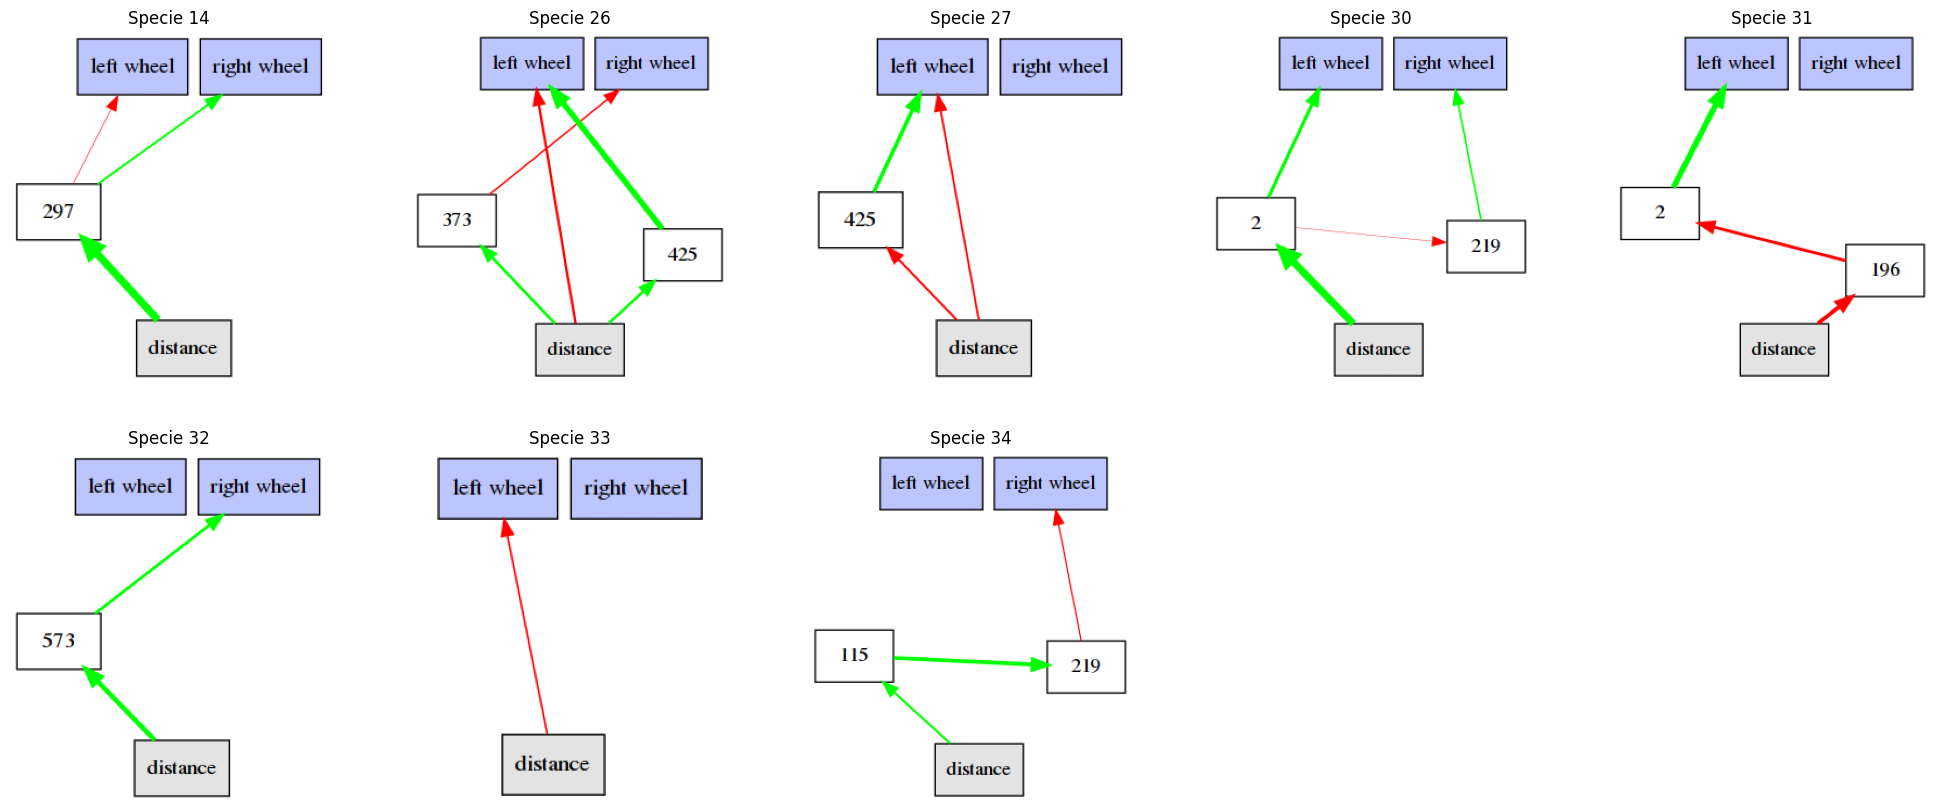 Specie 14
left wheel
right wheel
297
distance
Specie 26
left wheel
right wheel
373
425
distance
Specie 27
left wheel
right wheel
425
distance
Specie 30
left wheel
right wheel
2
219
distance
Specie 31
left wheel
right wheel
2
196
distance
Specie 32
left wheel
right wheel
573
distance
Specie 33
left wheel
right wheel
distance
Specie 34
left wheel
right wheel
115
219
distance